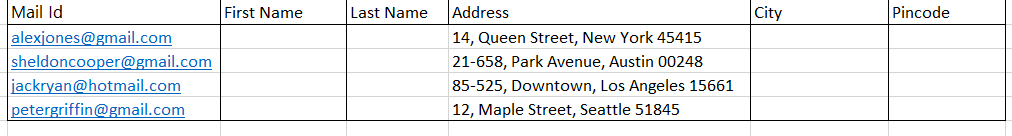 Mail Id First Name Last Name Address City Pincode
alexjones@gmail.com 14, Queen Street, New York 45415
sheldoncooper@gmail.com 21-658, Park Avenue, Austin 00248
jackryan@hotmail.com 85-525, Downtown, Los Angeles 15661
petergriffin@gmail.com 12, Maple Street, Seattle 51845